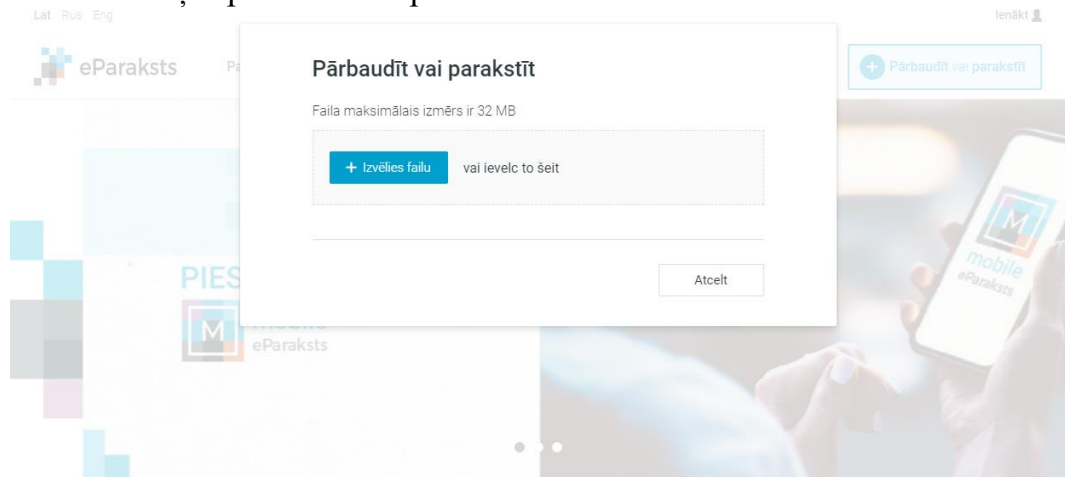 Lat Rus Eng
Ienākt
eParaksts
Pa
Pārbaudīt vai parakstīt
+ Pārbaudīt vai parakstīt
Faila maksimālais izmērs ir 32 MB
+ Izvēlies failu vai ievelc to šeit
Atcelt
PIES
M
mobile
eParaksts
M
mobile
eParaksts